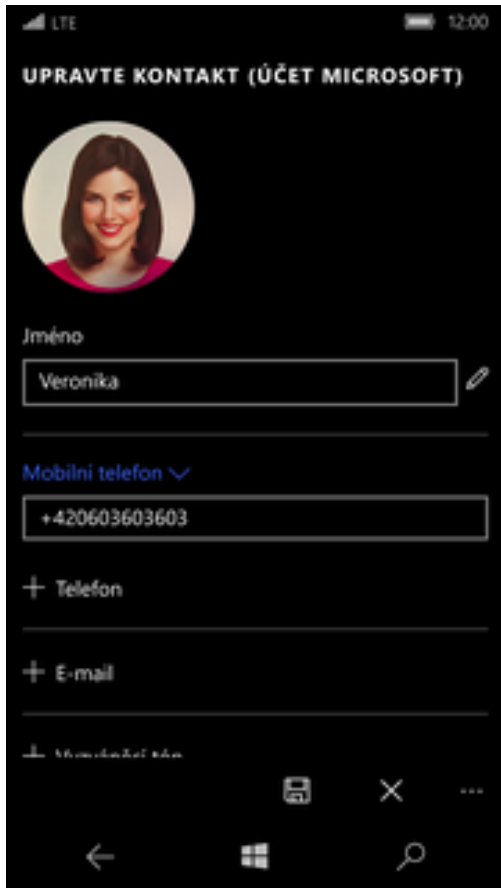 LTE 12:00
UPRAVTE KONTAKT (ÚČET MICROSOFT)
Jméno
Veronika
Mobilní telefon
+420603603603
Telefon
E-mail